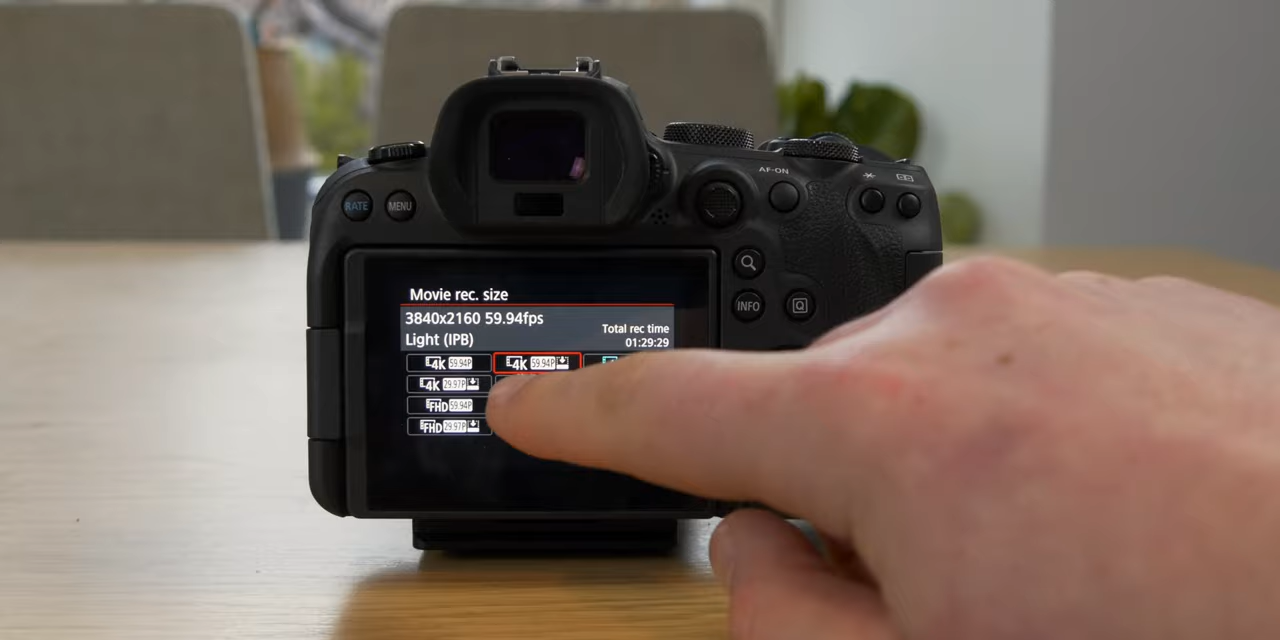 AF-ON
RATE
MENU
INFO
Q
Movie rec. size
3840x2160 59.94fps
Light (IPB)
Total rec time
01:29:29
4K 59.94P
4K 59.94P
4K 29.97P
FHD 59.94P
FHD 29.97P